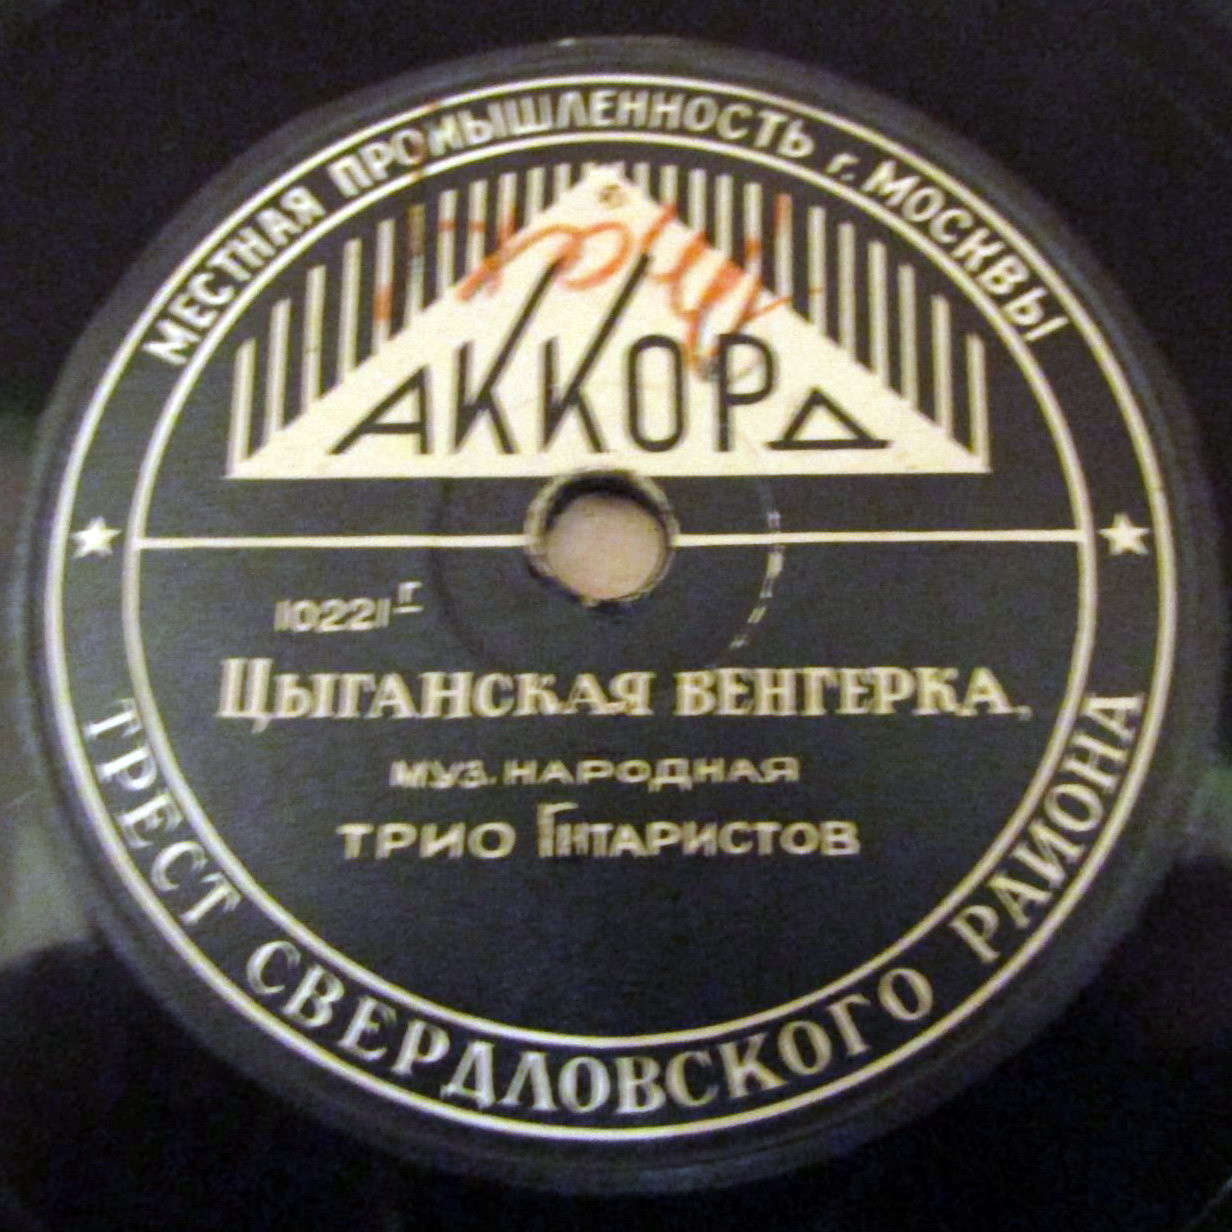 МЕСТНАЯ ПРОМЫШЛЕННОСТЬ г. МОСКВЫ
АККОРД
10221 г
ЦЫГАНСКАЯ ВЕНГЕРКА
МУЗ. НАРОДНАЯ
ТРИО ГИТАРИСТОВ
ТРЕСТ СВЕРДЛОВСКОГО РАЙОНА